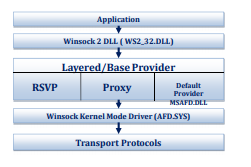 Application
Winsock 2 DLL ( WS2_32.DLL)
Layered/Base Provider
RSVP
Proxy
Default
Provider
MSAFD.DLL
Winsock Kernel Mode Driver (AFD.SYS)
Transport Protocols